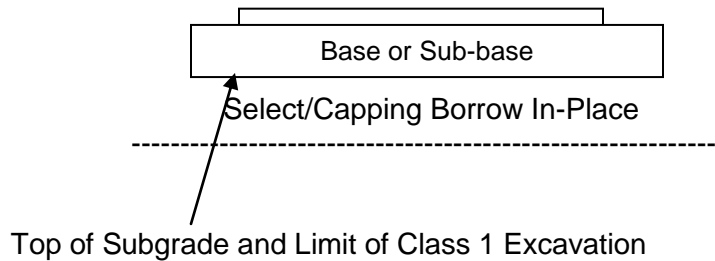 Base or Sub-base
Select/Capping Borrow In-Place
Top of Subgrade and Limit of Class 1 Excavation